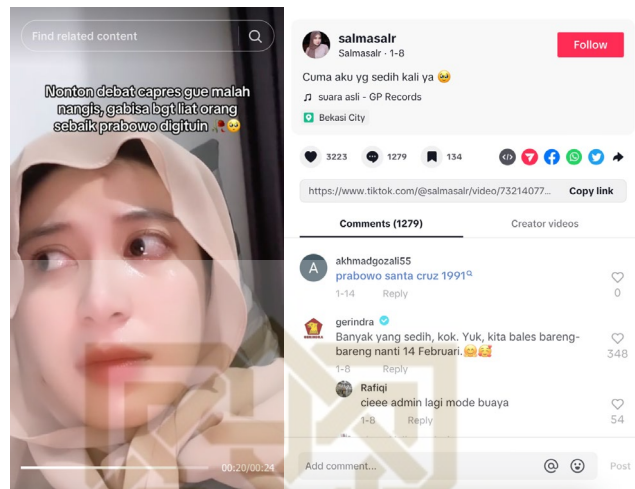 Find related content
Nonton debat capres gue malah
nangis, gabisa bgt liat orang
sebaik prabowo digituin 🥀🥺
00:20/00:24
salmasalr
Salmasalr · 1-8
Follow
Cuma aku yg sedih kali ya 🥺
♫ suara asli - GP Records
Bekasi City
3223
1279
134
https://www.tiktok.com/@salmasalr/video/73214077...
Copy link
Comments (1279)
Creator videos
A
akhmadgozali55
prabowo santa cruz 1991
1-14 Reply
0
gerindra
Banyak yang sedih, kok. Yuk, kita bales bareng-
bareng nanti 14 Februari.🤗🥰
348
1-8 Reply
Rafiqi
cieee admin lagi mode buaya
54
1-8 Reply
Add comment...
Post